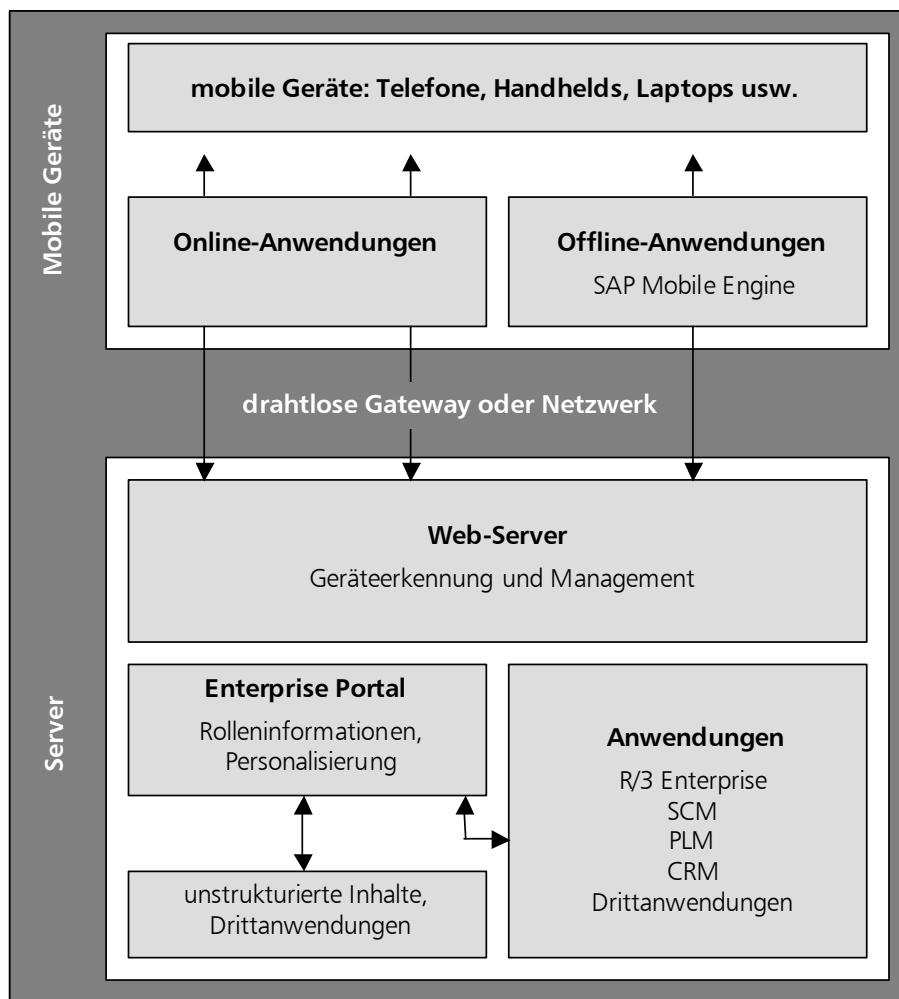 Mobile Geräte
mobile Geräte: Telefone, Handhelds, Laptops usw.
Online-Anwendungen
Offline-Anwendungen
SAP Mobile Engine
drahtlose Gateway oder Netzwerk
Server
Web-Server
Geräteerkennung und Management
Enterprise Portal
Rolleninformationen,
Personalisierung
unstrukturierte Inhalte,
Drittanwendungen
Anwendungen
R/3 Enterprise
SCM
PLM
CRM
Drittanwendungen